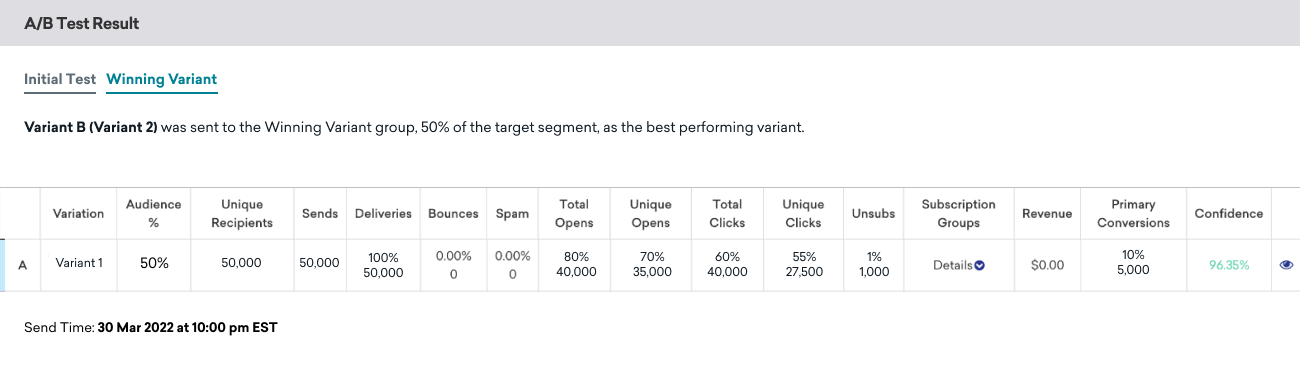 A/B Test Result
Initial Test Winning Variant
Variant B (Variant 2) was sent to the Winning Variant group, 50% of the target segment, as the best performing variant.
Variation Audience % Unique Recipients Sends Deliveries Bounces Spam Total Opens Unique Opens Total Clicks Unique Clicks Unsubs Subscription Groups Revenue Primary Conversions Confidence
A Variant 1 50% 50,000 50,000 100% 50,000 0.00% 0 0.00% 0 80% 40,000 70% 35,000 60% 40,000 55% 27,500 1% 1,000 Details $0.00 10% 5,000 96.35%
Send Time: 30 Mar 2022 at 10:00 pm EST